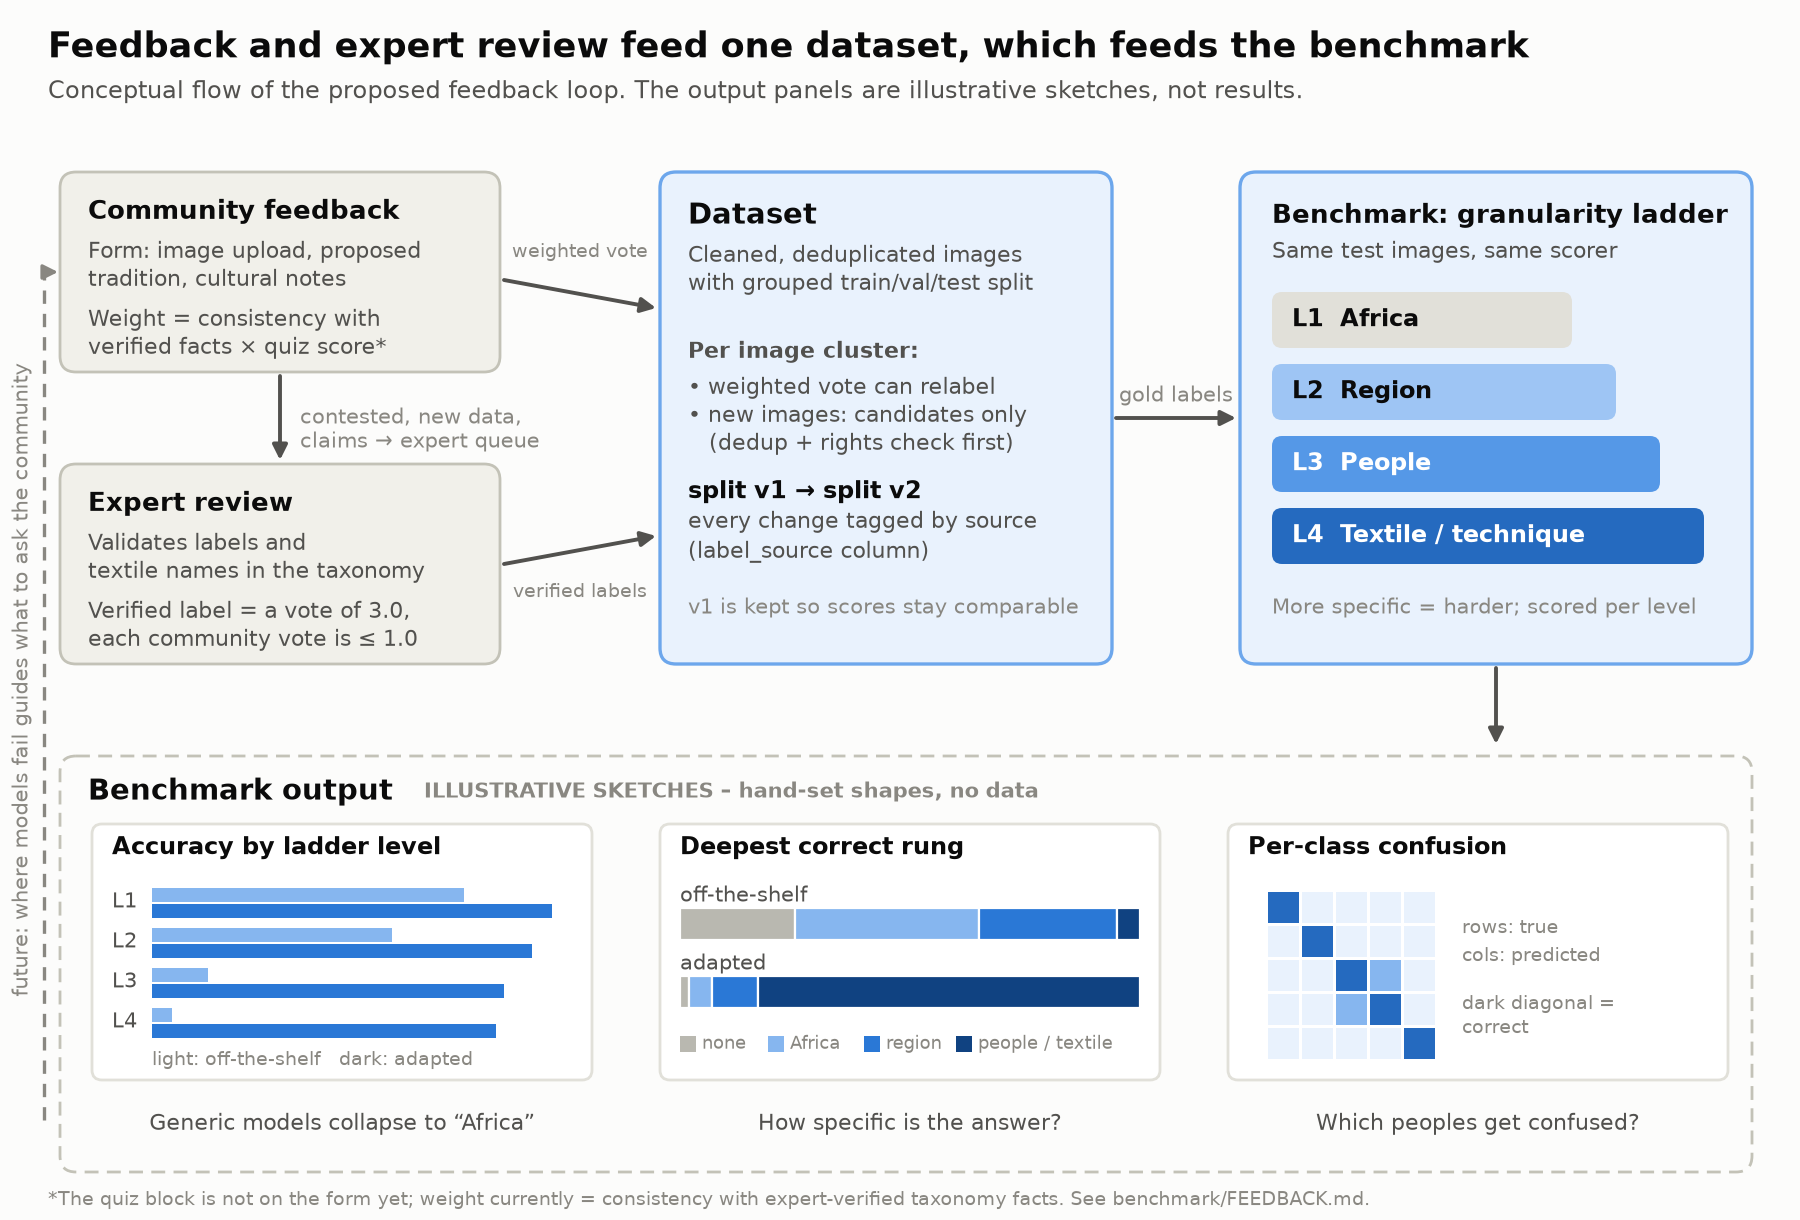 Feedback and expert review feed one dataset, which feeds the benchmark
Conceptual flow of the proposed feedback loop. The output panels are illustrative sketches, not results.
Community feedback
Form: image upload, proposed
tradition, cultural notes
Weight = consistency with
verified facts × quiz score*
weighted vote
contested, new data,
claims → expert queue
Expert review
Validates labels and
textile names in the taxonomy
Verified label = a vote of 3.0,
each community vote is ≤ 1.0
verified labels
Dataset
Cleaned, deduplicated images
with grouped train/val/test split
Per image cluster:
• weighted vote can relabel
• new images: candidates only
(dedup + rights check first)
split v1 → split v2
every change tagged by source
(label_source column)
v1 is kept so scores stay comparable
gold labels
Benchmark: granularity ladder
Same test images, same scorer
L1 Africa
L2 Region
L3 People
L4 Textile / technique
More specific = harder; scored per level
future: where models fail guides what to ask the community
Benchmark output ILLUSTRATIVE SKETCHES – hand-set shapes, no data
Accuracy by ladder level
L1
L2
L3
L4
light: off-the-shelf dark: adapted
Generic models collapse to “Africa”
Deepest correct rung
off-the-shelf
adapted
none Africa region people / textile
How specific is the answer?
Per-class confusion
rows: true
cols: predicted
dark diagonal =
correct
Which peoples get confused?
*The quiz block is not on the form yet; weight currently = consistency with expert-verified taxonomy facts. See benchmark/FEEDBACK.md.